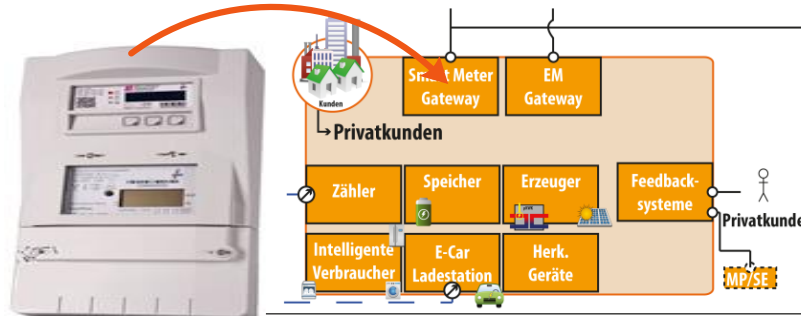 Smart Meter
Gateway
EM
Gateway
Kunden
Privatkunden
Zähler
Speicher
Erzeuger
Feedback-
systeme
Privatkunde
Intelligente
Verbraucher
E-Car
Ladestation
Herk.
Geräte
MP/SE